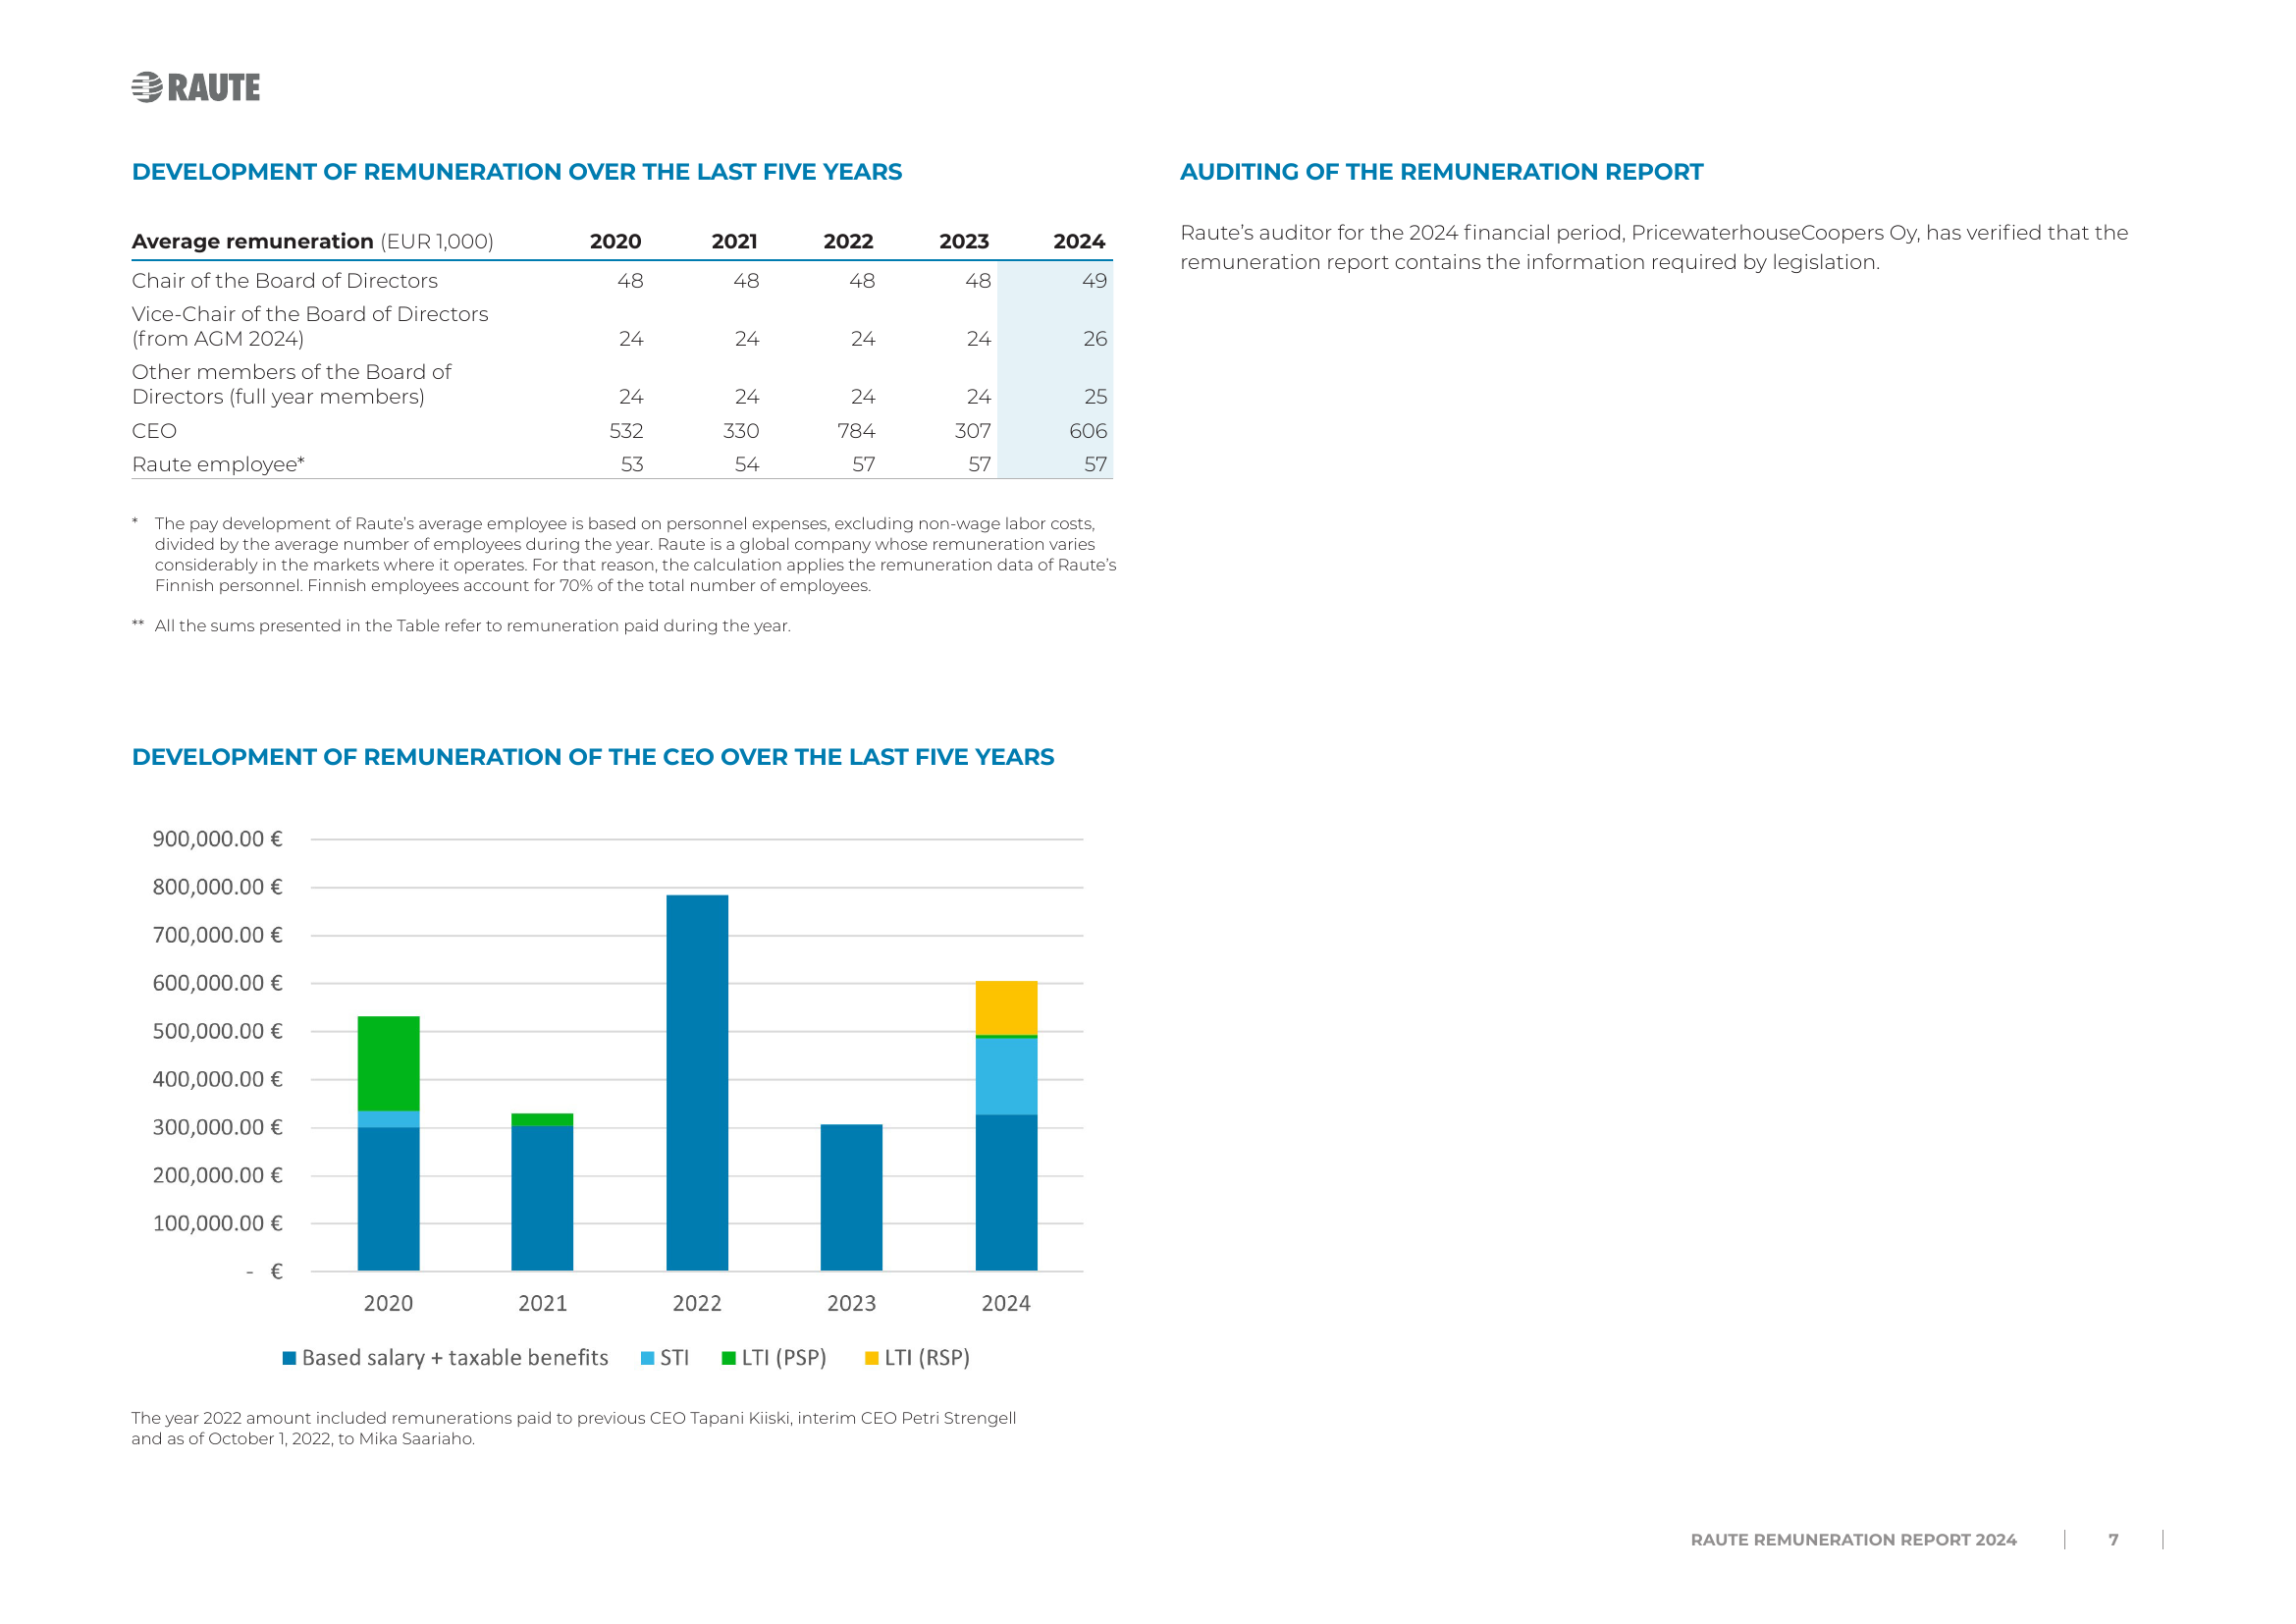 RAUTE
DEVELOPMENT OF REMUNERATION OVER THE LAST FIVE YEARS
Average remuneration (EUR 1,000) 2020 2021 2022 2023 2024
Chair of the Board of Directors 48 48 48 48 49
Vice-Chair of the Board of Directors
(from AGM 2024) 24 24 24 24 26
Other members of the Board of
Directors (full year members) 24 24 24 24 25
CEO 532 330 784 307 606
Raute employee* 53 54 57 57 57
* The pay development of Raute’s average employee is based on personnel expenses, excluding non-wage labor costs,
divided by the average number of employees during the year. Raute is a global company whose remuneration varies
considerably in the markets where it operates. For that reason, the calculation applies the remuneration data of Raute’s
Finnish personnel. Finnish employees account for 70% of the total number of employees.
** All the sums presented in the Table refer to remuneration paid during the year.
DEVELOPMENT OF REMUNERATION OF THE CEO OVER THE LAST FIVE YEARS
900,000.00 €
800,000.00 €
700,000.00 €
600,000.00 €
500,000.00 €
400,000.00 €
300,000.00 €
200,000.00 €
100,000.00 €
- €
2020 2021 2022 2023 2024
Based salary + taxable benefits STI LTI (PSP) LTI (RSP)
The year 2022 amount included remunerations paid to previous CEO Tapani Kiiski, interim CEO Petri Strengell
and as of October 1, 2022, to Mika Saariaho.
AUDITING OF THE REMUNERATION REPORT
Raute’s auditor for the 2024 financial period, PricewaterhouseCoopers Oy, has verified that the
remuneration report contains the information required by legislation.
RAUTE REMUNERATION REPORT 2024 7